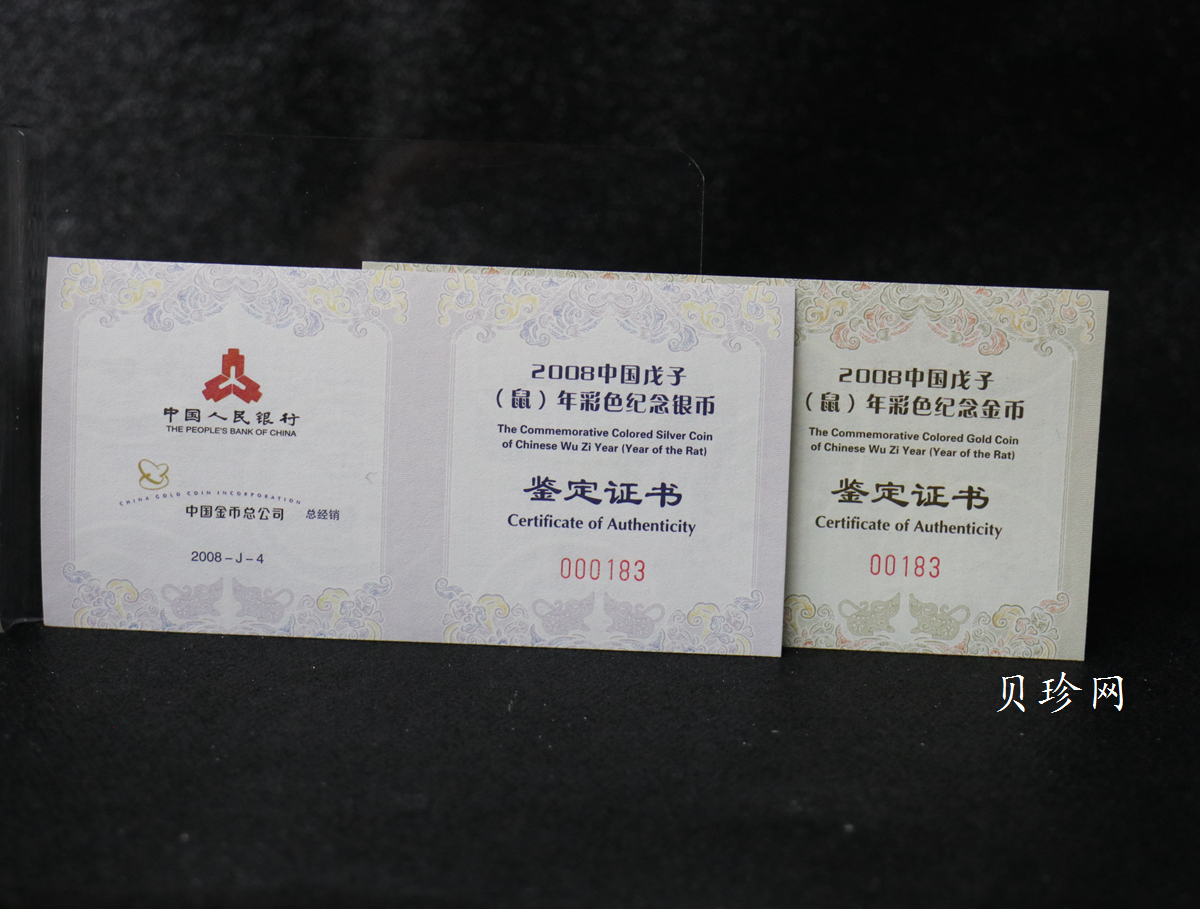 中国人民银行
THE PEOPLE'S BANK OF CHINA
CHINA GOLD COIN INCORPORATION
中国金币总公司 总经销
2008-J-4
2008中国戊子
（鼠）年彩色纪念银币
The Commemorative Colored Silver Coin
of Chinese Wu Zi Year (Year of the Rat)
鉴定证书
Certificate of Authenticity
000183
2008中国戊子
（鼠）年彩色纪念金币
The Commemorative Colored Gold Coin
of Chinese Wu Zi Year (Year of the Rat)
鉴定证书
Certificate of Authenticity
00183
贝珍网